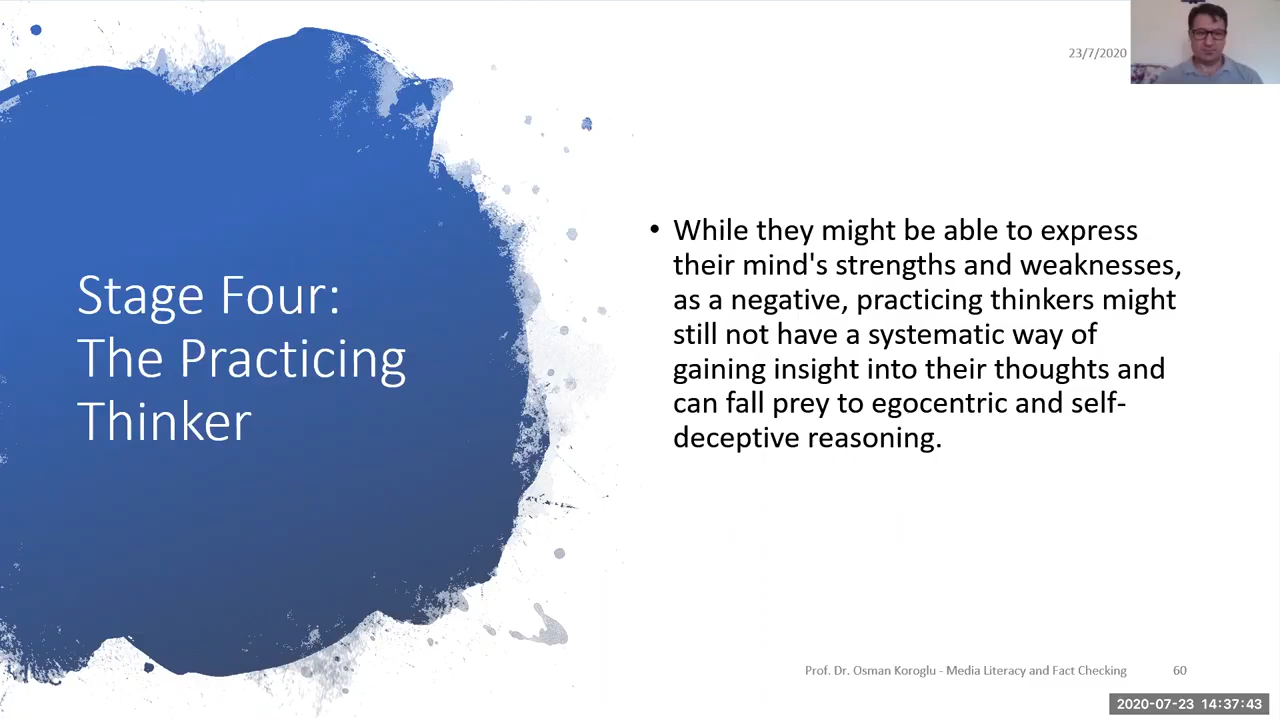 23/7/2020
Stage Four:
The Practicing
Thinker
• While they might be able to express
their mind's strengths and weaknesses,
as a negative, practicing thinkers might
still not have a systematic way of
gaining insight into their thoughts and
can fall prey to egocentric and self-
deceptive reasoning.
Prof. Dr. Osman Koroglu - Media Literacy and Fact Checking 60
2020-07-23 14:37:43